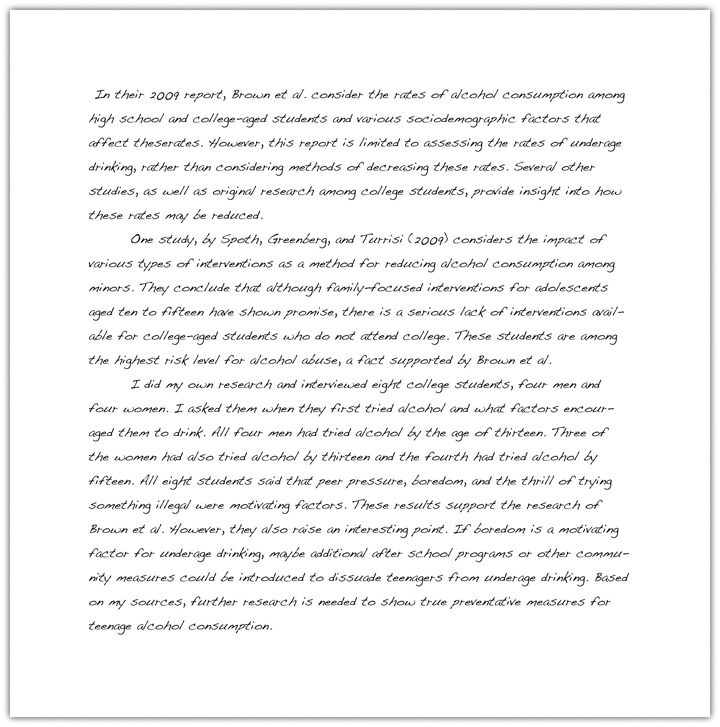 In their 2009 report, Brown et al. consider the rates of alcohol consumption among
high school and college-aged students and various sociodemographic factors that
affect theserates. However, this report is limited to assessing the rates of underage
drinking, rather than considering methods of decreasing these rates. Several other
studies, as well as original research among college students, provide insight into how
these rates may be reduced.
One study, by Spoth, Greenberg, and Turrisi (2009) considers the impact of
various types of interventions as a method for reducing alcohol consumption among
minors. They conclude that although family-focused interventions for adolescents
aged ten to fifteen have shown promise, there is a serious lack of interventions avail-
able for college-aged students who do not attend college. These students are among
the highest risk level for alcohol abuse, a fact supported by Brown et al.
I did my own research and interviewed eight college students, four men and
four women. I asked them when they first tried alcohol and what factors encour-
aged them to drink. All four men had tried alcohol by the age of thirteen. Three of
the women had also tried alcohol by thirteen and the fourth had tried alcohol by
fifteen. All eight students said that peer pressure, boredom, and the thrill of trying
something illegal were motivating factors. These results support the research of
Brown et al. However, they also raise an interesting point. If boredom is a motivating
factor for underage drinking, maybe additional after school programs or other commu-
nity measures could be introduced to dissuade teenagers from underage drinking. Based
on my sources, further research is needed to show true preventative measures for
teenage alcohol consumption.